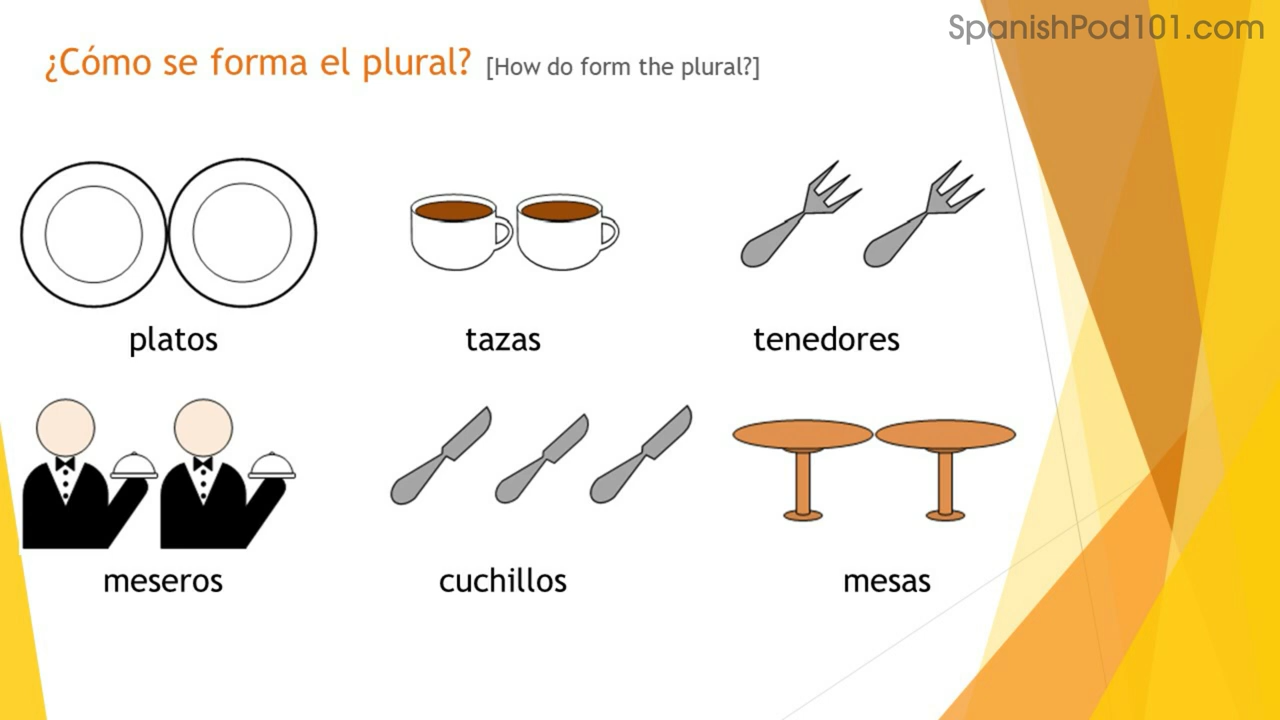 SpanishPod101.com
¿Cómo se forma el plural? [How do form the plural?]
platos tazas tenedores
meseros cuchillos mesas